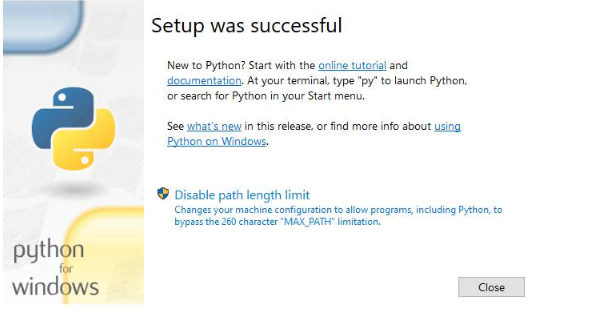 Setup was successful
New to Python? Start with the online tutorial and
documentation. At your terminal, type "py" to launch Python,
or search for Python in your Start menu.
See what's new in this release, or find more info about using
Python on Windows.
Disable path length limit
Changes your machine configuration to allow programs, including Python, to
bypass the 260 character "MAX_PATH" limitation.
python
for
windows
Close